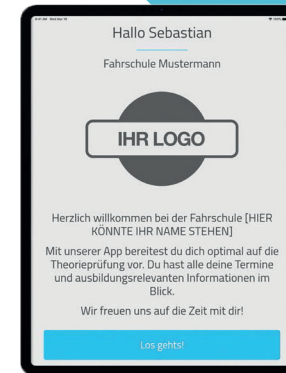 Hallo Sebastian
Fahrschule Mustermann
IHR LOGO
Herzlich willkommen bei der Fahrschule [HIER
KÖNNTE IHR NAME STEHEN]
Mit unserer App bereitest du dich optimal auf die
Theorieprüfung vor. Du hast alle deine Termine
und ausbildungsrelevanten Informationen im
Blick.
Wir freuen uns auf die Zeit mit dir!
Los gehts!